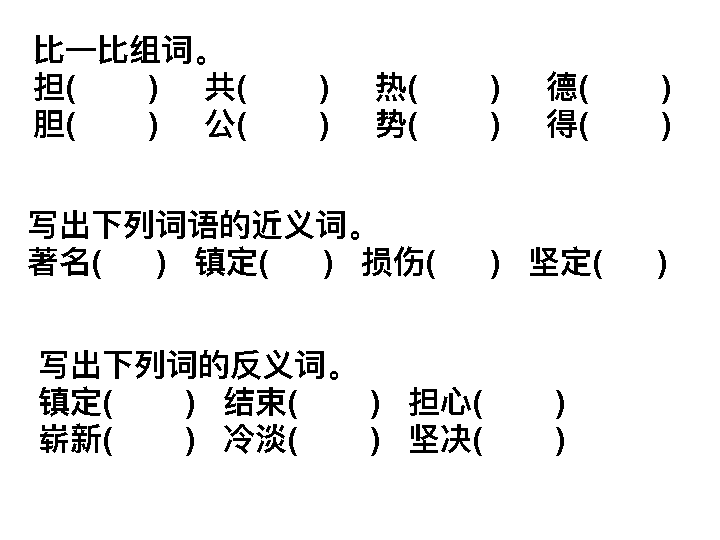 比一比组词。
担( ) 共( ) 热( ) 德( )
胆( ) 公( ) 势( ) 得( )
写出下列词语的近义词。
著名( ) 镇定( ) 损伤( ) 坚定( )
写出下列词的反义词。
镇定( ) 结束( ) 担心( )
崭新( ) 冷淡( ) 坚决( )